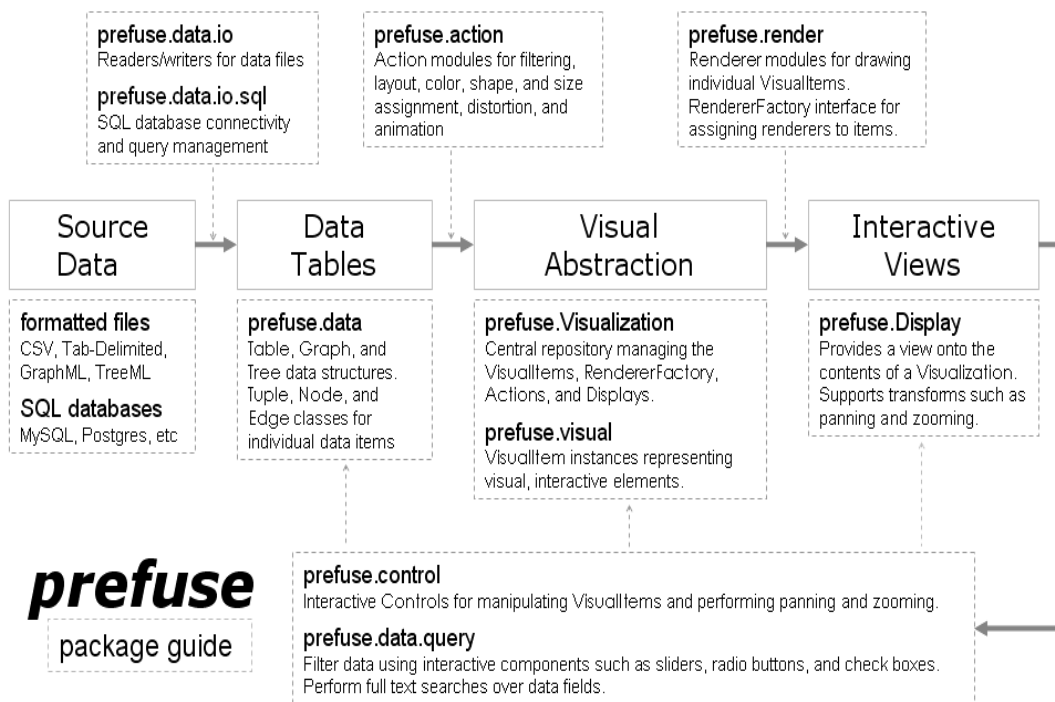 prefuse.data.io
Readers/writers for data files
prefuse.data.io.sql
SQL database connectivity
and query management
prefuse.action
Action modules for filtering,
layout, color, shape, and size
assignment, distortion, and
animation
prefuse.render
Renderer modules for drawing
individual VisualItems.
RendererFactory interface for
assigning renderers to items.
Source
Data
Data
Tables
Visual
Abstraction
Interactive
Views
formatted files
CSV, Tab-Delimited,
GraphML, TreeML
SQL databases
MySQL, Postgres, etc
prefuse.data
Table, Graph, and
Tree data structures.
Tuple, Node, and
Edge classes for
individual data items
prefuse.Visualization
Central repository managing the
VisualItems, RendererFactory,
Actions, and Displays.
prefuse.visual
VisualItem instances representing
visual, interactive elements.
prefuse.Display
Provides a view onto the
contents of a Visualization.
Supports transforms such as
panning and zooming.
prefuse
package guide
prefuse.control
Interactive Controls for manipulating VisualItems and performing panning and zooming.
prefuse.data.query
Filter data using interactive components such as sliders, radio buttons, and check boxes.
Perform full text searches over data fields.